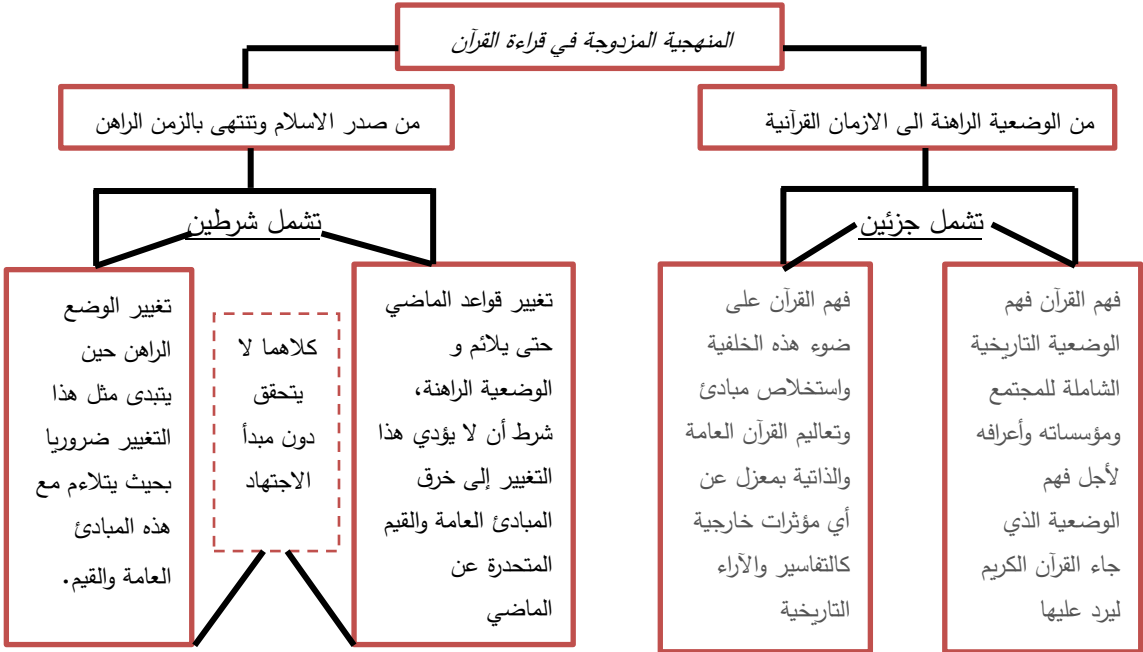 المنهجية المزدوجة في قراءة القرآن
من الوضعية الراهنة الى الازمان القرآنية
من صدر الاسلام وتنتهى بالزمن الراهن
تشمل جزئين
تشمل شرطين
فهم القرآن فهم
الوضعية التاريخية
الشاملة للمجتمع
ومؤسساته وأعرافه
لأجل فهم
الوضعية الذي
جاء القرآن الكريم
ليرد عليها
فهم القرآن على
ضوء هذه الخلفية
واستخلاص مبادئ
وتعاليم القرآن العامة
والذاتية بمعزل عن
أي مؤثرات خارجية
كالتفاسير والآراء
التاريخية
تغيير قواعد الماضي
حتى يلائم و
الوضعية الراهنة،
شرط أن لا يؤدي هذا
التغيير إلى خرق
المبادئ العامة والقيم
المتحدرة عن
الماضي
كلاهما لا
يتحقق
دون مبدأ
الاجتهاد
تغيير الوضع
الراهن حين
يتبدى مثل هذا
التغيير ضروريا
بحيث يتلاءم مع
هذه المبادئ
العامة والقيم.